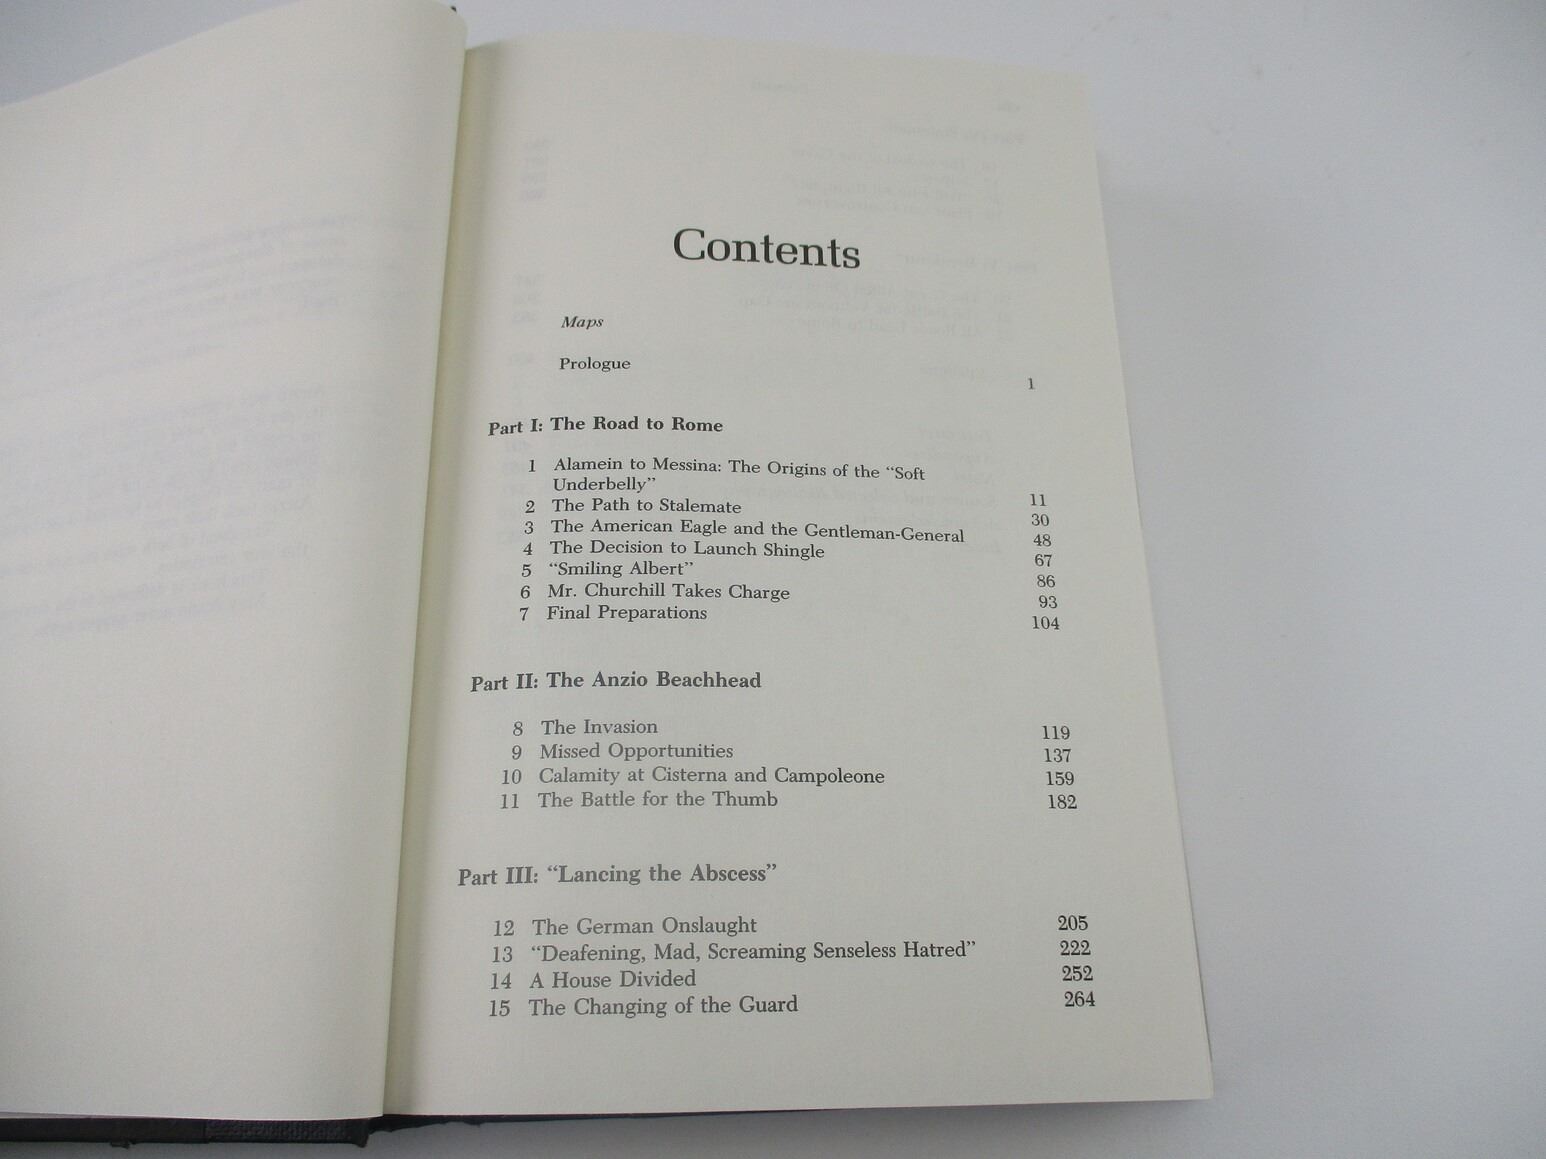 Contents
Maps
Prologue 1
Part I: The Road to Rome
1 Alamein to Messina: The Origins of the “Soft
Underbelly” 11
2 The Path to Stalemate 30
3 The American Eagle and the Gentleman-General 48
4 The Decision to Launch Shingle 67
5 “Smiling Albert” 86
6 Mr. Churchill Takes Charge 93
7 Final Preparations 104
Part II: The Anzio Beachhead
8 The Invasion 119
9 Missed Opportunities 137
10 Calamity at Cisterna and Campoleone 159
11 The Battle for the Thumb 182
Part III: “Lancing the Abscess”
12 The German Onslaught 205
13 “Deafening, Mad, Screaming Senseless Hatred” 222
14 A House Divided 252
15 The Changing of the Guard 264